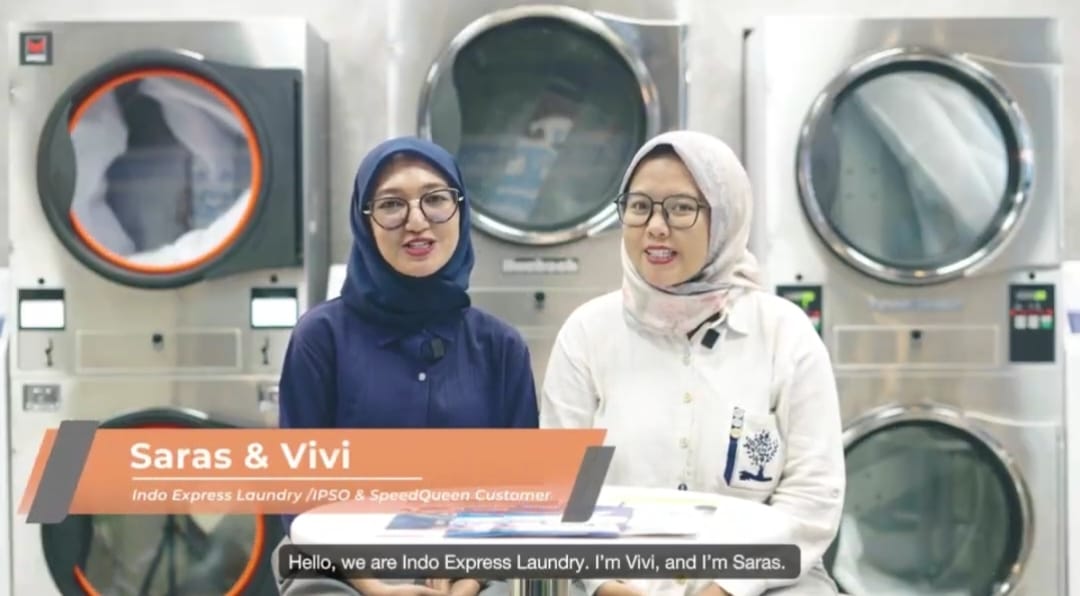 Saras & Vivi
Indo Express Laundry /IPSO & SpeedQueen Customer
Hello, we are Indo Express Laundry. I'm Vivi, and I'm Saras.